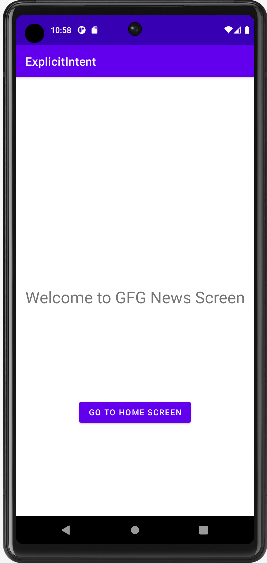 10:58
ExplicitIntent
Welcome to GFG News Screen
GO TO HOME SCREEN